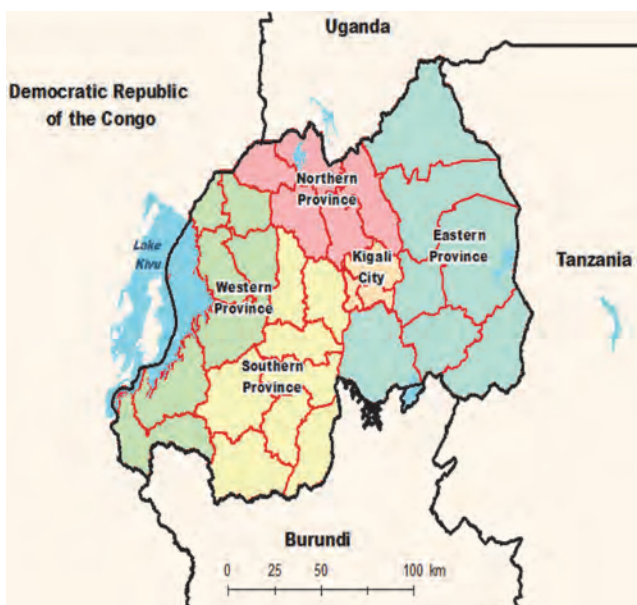 Uganda
Democratic Republic
of the Congo
Northern
Province
Lake
Kivu
Kigali
City
Eastern
Province
Tanzania
Western
Province
Southern
Province
Burundi
0 25 50 100 km